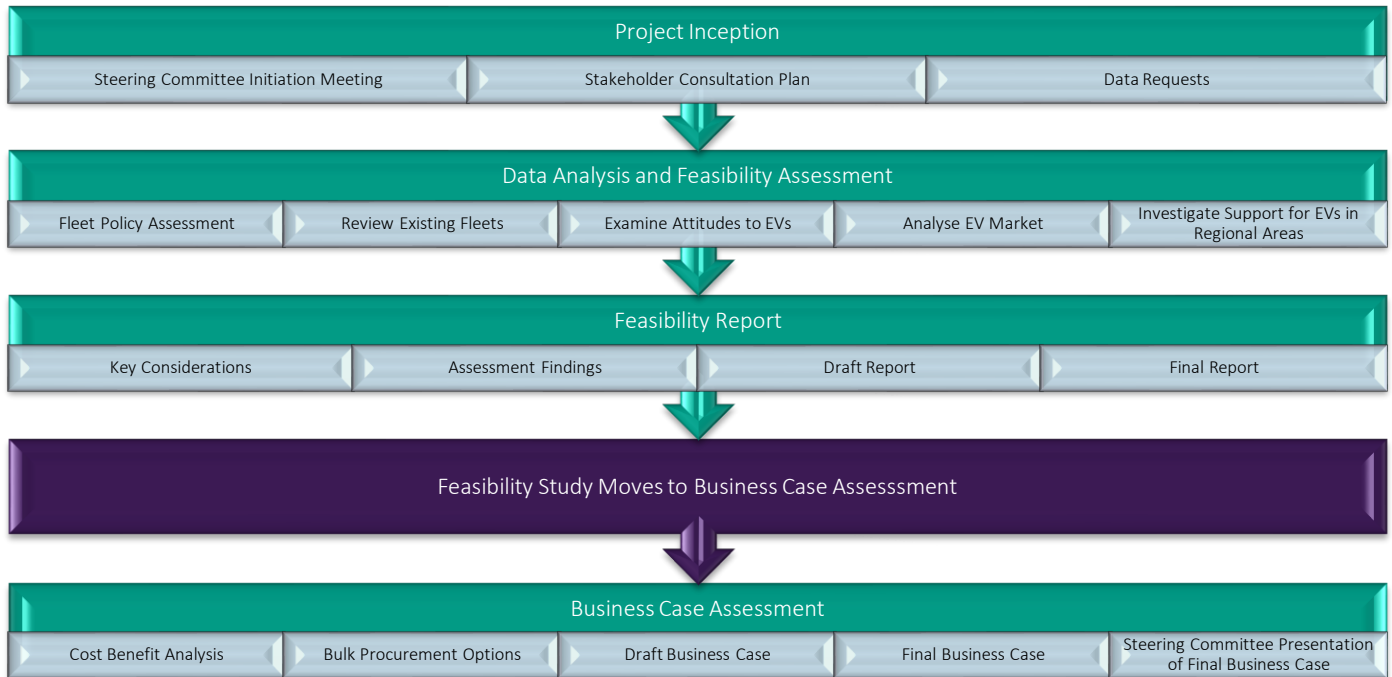 Project Inception
Steering Committee Initiation Meeting
Stakeholder Consultation Plan
Data Requests
Data Analysis and Feasibility Assessment
Fleet Policy Assessment
Review Existing Fleets
Examine Attitudes to EVs
Analyse EV Market
Investigate Support for EVs in
Regional Areas
Feasibility Report
Key Considerations
Assessment Findings
Draft Report
Final Report
Feasibility Study Moves to Business Case Assesssment
Business Case Assessment
Cost Benefit Analysis
Bulk Procurement Options
Draft Business Case
Final Business Case
Steering Committee Presentation
of Final Business Case